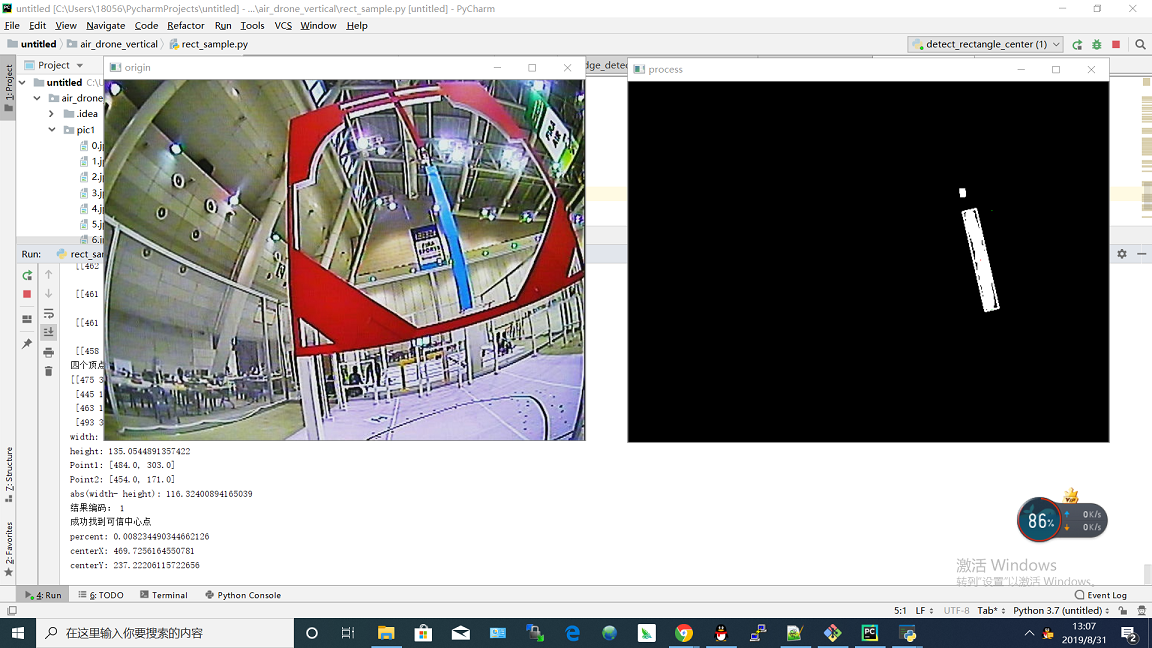 untitled [C:\Users\18056\PycharmProjects\untitled] - ...\air_drone_vertical\rect_sample.py [untitled] - PyCharm
File Edit View Navigate Code Refactor Run Tools VCS Window Help
untitled air_drone_vertical rect_sample.py detect_rectangle_center (1)
1: Project
Project
origin
process
untitled
air_drone
.idea
pic1
0.j
1.j
2.j
3.j
4.j
5.j
6.j
FIRA
AIR
FIRA
SPORTS
Run: rect_sa
[[462
[[461
[[461
[[458
四个顶点
[[475 3
[445 1
[463 1
[493 3
width:
height: 135.0544891357422
Point1: [484.0, 303.0]
Point2: [454.0, 171.0]
abs(width- height): 116.32400894165039
结果编码: 1
成功找到可信中心点
percent: 0.008234490344662126
centerX: 469.7256164550781
centerY: 237.22206115722656
Z: Structure
2: Favorites
86%
0K/s
0K/s
激活 Windows
转到"设置"以激活 Windows。
4: Run 6: TODO Terminal Python Console Event Log
5:1 LF UTF-8 Tab* Python 3.7 (untitled)
在这里输入你要搜索的内容
13:07
2019/8/31
2